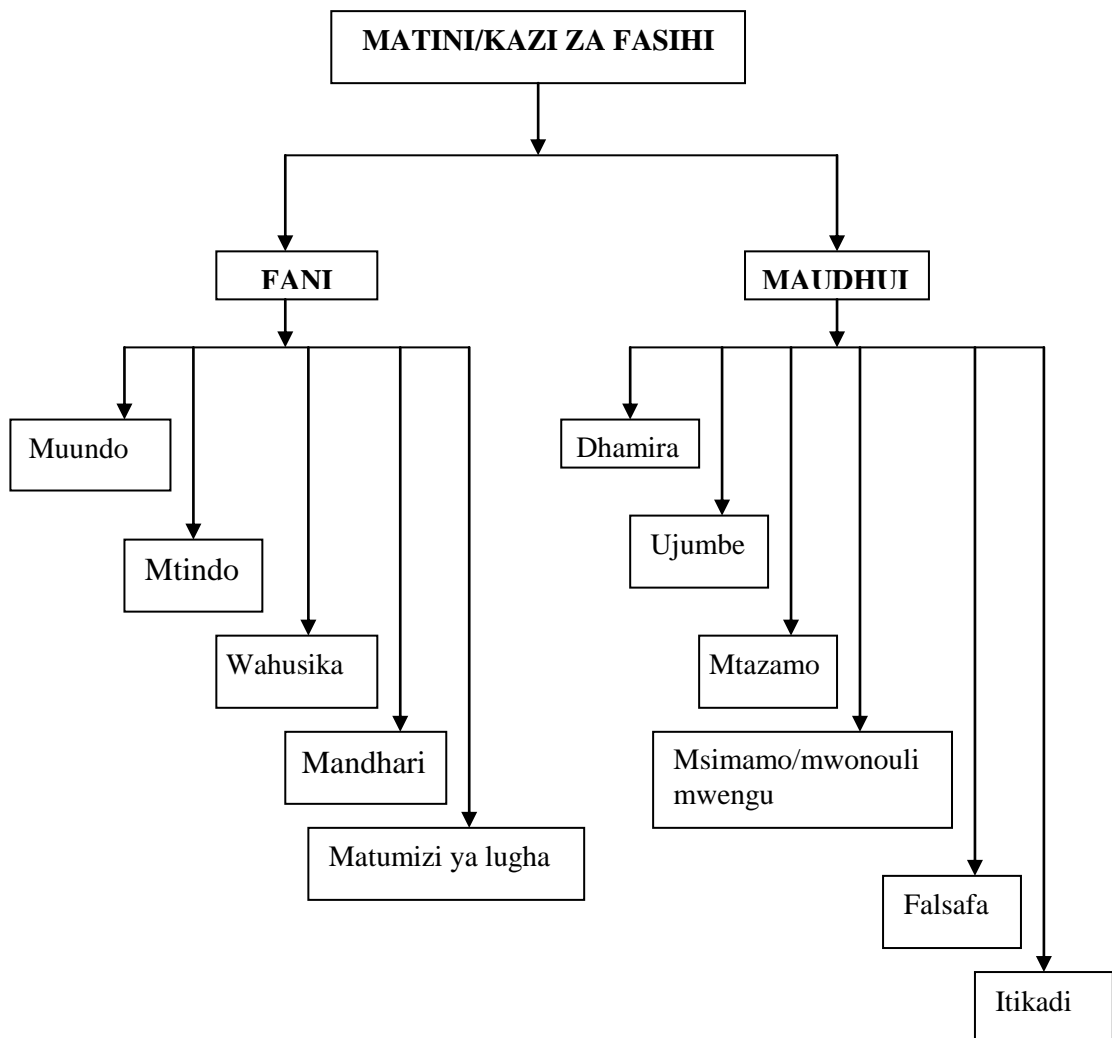 MATINI/KAZI ZA FASIHI
FANI
MAUDHUI
Muundo
Mtindo
Wahusika
Mandhari
Matumizi ya lugha
Dhamira
Ujumbe
Mtazamo
Msimamo/mwonouli
mwengu
Falsafa
Itikadi